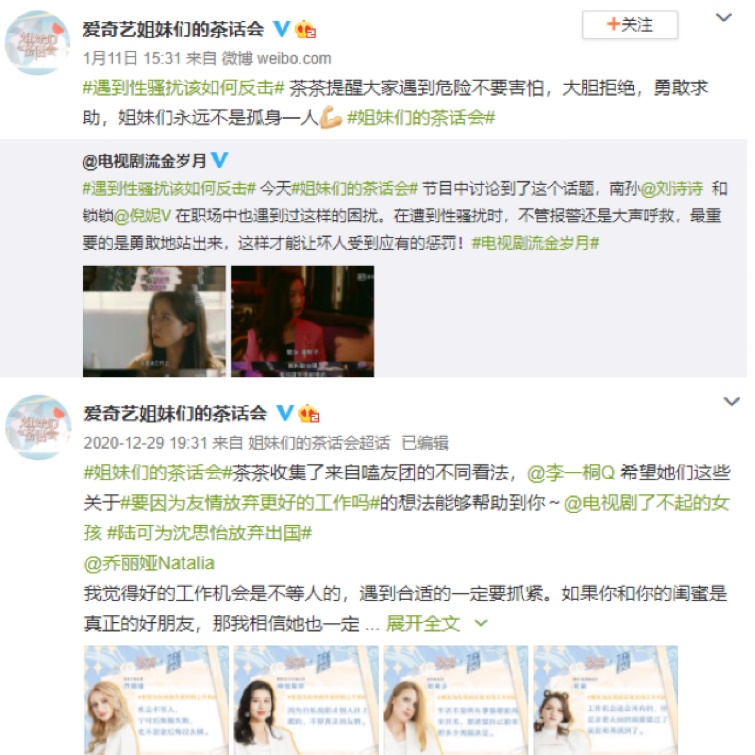 爱奇艺姐妹们的茶话会
+关注
1月11日 15:31 来自 微博 weibo.com
#遇到性骚扰该如何反击# 茶茶提醒大家遇到危险不要害怕，大胆拒绝，勇敢求
助，姐妹们永远不是孤身一人💪 #姐妹们的茶话会#
@电视剧流金岁月
#遇到性骚扰该如何反击# 今天#姐妹们的茶话会# 节目中讨论到了这个话题，南孙@刘诗诗 和
锁锁@倪妮V 在职场中也遇到过这样的困扰。在遭到性骚扰时，不管报警还是大声呼救，最重
要的是勇敢地站出来，这样才能让坏人受到应有的惩罚！#电视剧流金岁月#
爱奇艺姐妹们的茶话会
2020-12-29 19:31 来自 姐妹们的茶话会超话 已编辑
#姐妹们的茶话会#茶茶收集了来自嗑友团的不同看法，@李一桐Q 希望她们这些
关于#要因为友情放弃更好的工作吗#的想法能够帮助到你～@电视剧了不起的女
孩 #陆可为沈思怡放弃出国#
@乔丽娅Natalia
我觉得好的工作机会是不等人的，遇到合适的一定要抓紧。如果你和你的闺蜜是
真正的好朋友，那我相信她也一定 ... 展开全文